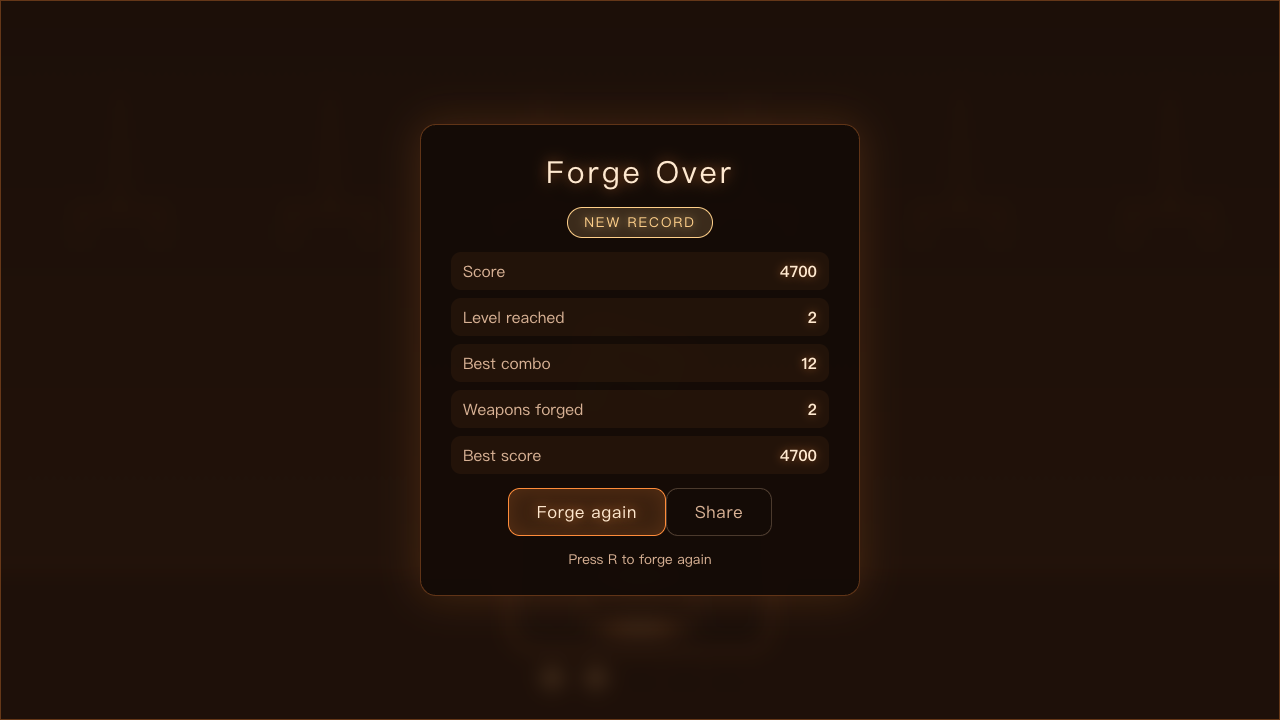 Forge Over
NEW RECORD
Score 4700
Level reached 2
Best combo 12
Weapons forged 2
Best score 4700
Forge again Share
Press R to forge again